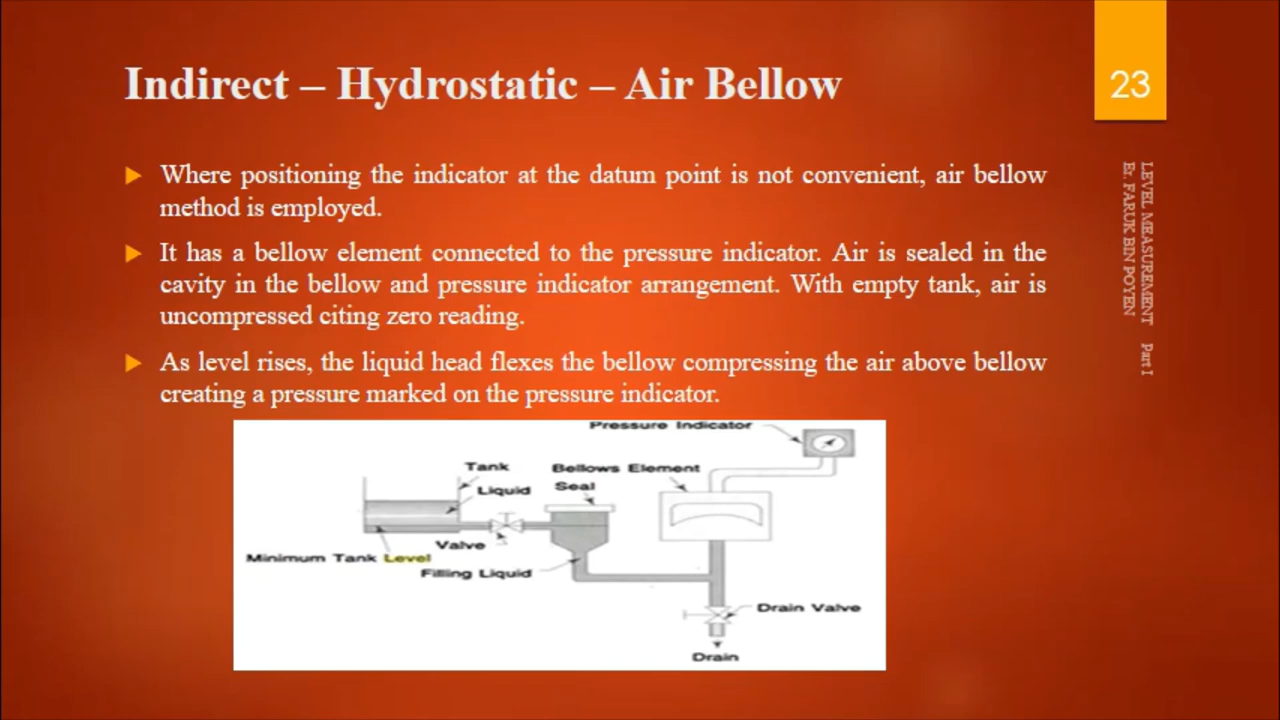 Indirect – Hydrostatic – Air Bellow
23
Where positioning the indicator at the datum point is not convenient, air bellow
method is employed.
It has a bellow element connected to the pressure indicator. Air is sealed in the
cavity in the bellow and pressure indicator arrangement. With empty tank, air is
uncompressed citing zero reading.
As level rises, the liquid head flexes the bellow compressing the air above bellow
creating a pressure marked on the pressure indicator.
LEVEL MEASUREMENT Part I
Er. FARUK BIN POYEN
Pressure Indicator
Tank
Bellows Element
Liquid
Seal
Valve
Minimum Tank Level
Filling Liquid
Drain Valve
Drain